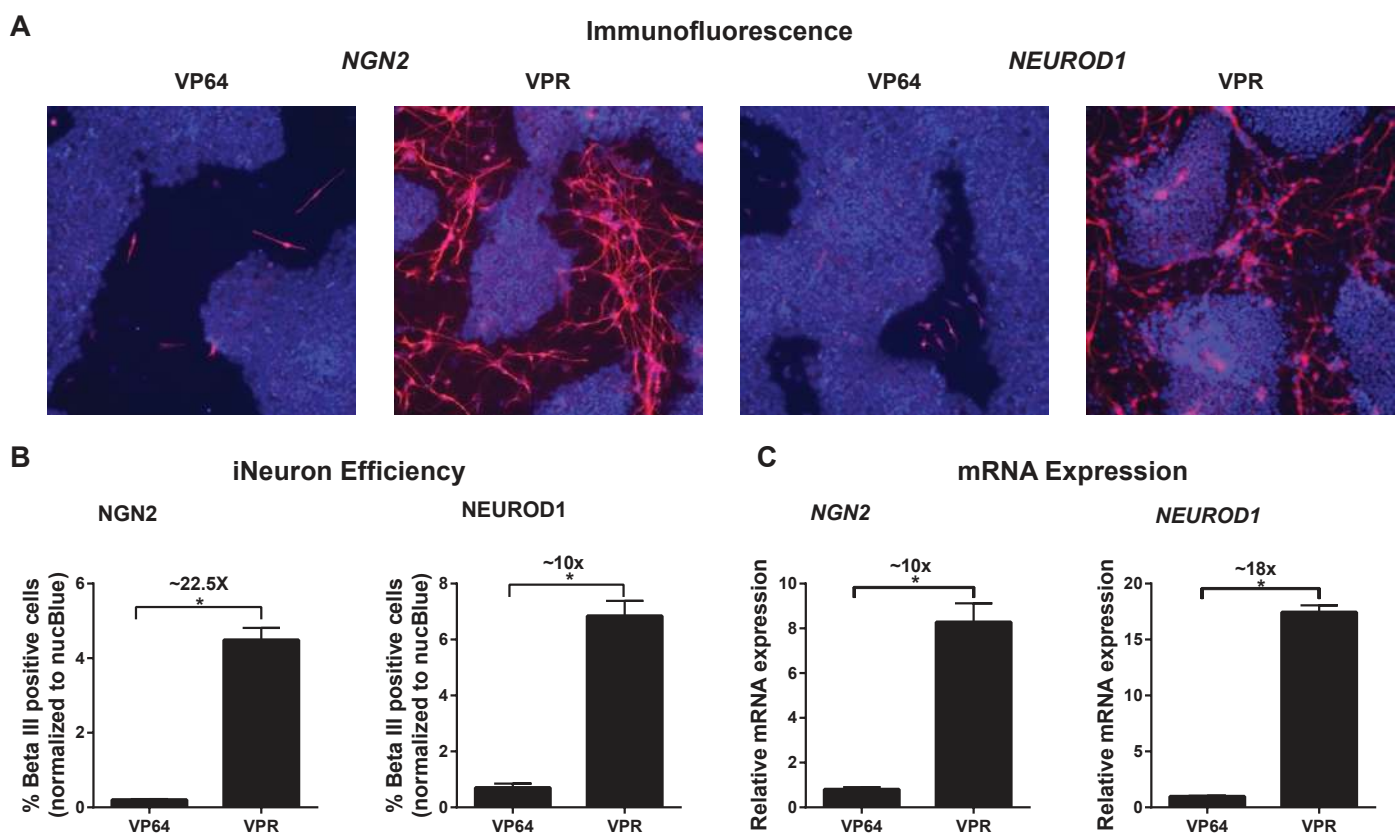 A
Immunofluorescence
NGN2
NEUROD1
VP64
VPR
VP64
VPR
B
iNeuron Efficiency
NGN2
% Beta III positive cells
(normalized to nucBlue)
6
4
2
0
~22.5X
*
VP64
VPR
NEUROD1
% Beta III positive cells
(normalized to nucBlue)
8
6
4
2
0
~10x
*
VP64
VPR
C
mRNA Expression
NGN2
Relative mRNA expression
10
8
6
4
2
0
~10x
*
VP64
VPR
NEUROD1
Relative mRNA expression
20
15
10
5
0
~18x
*
VP64
VPR